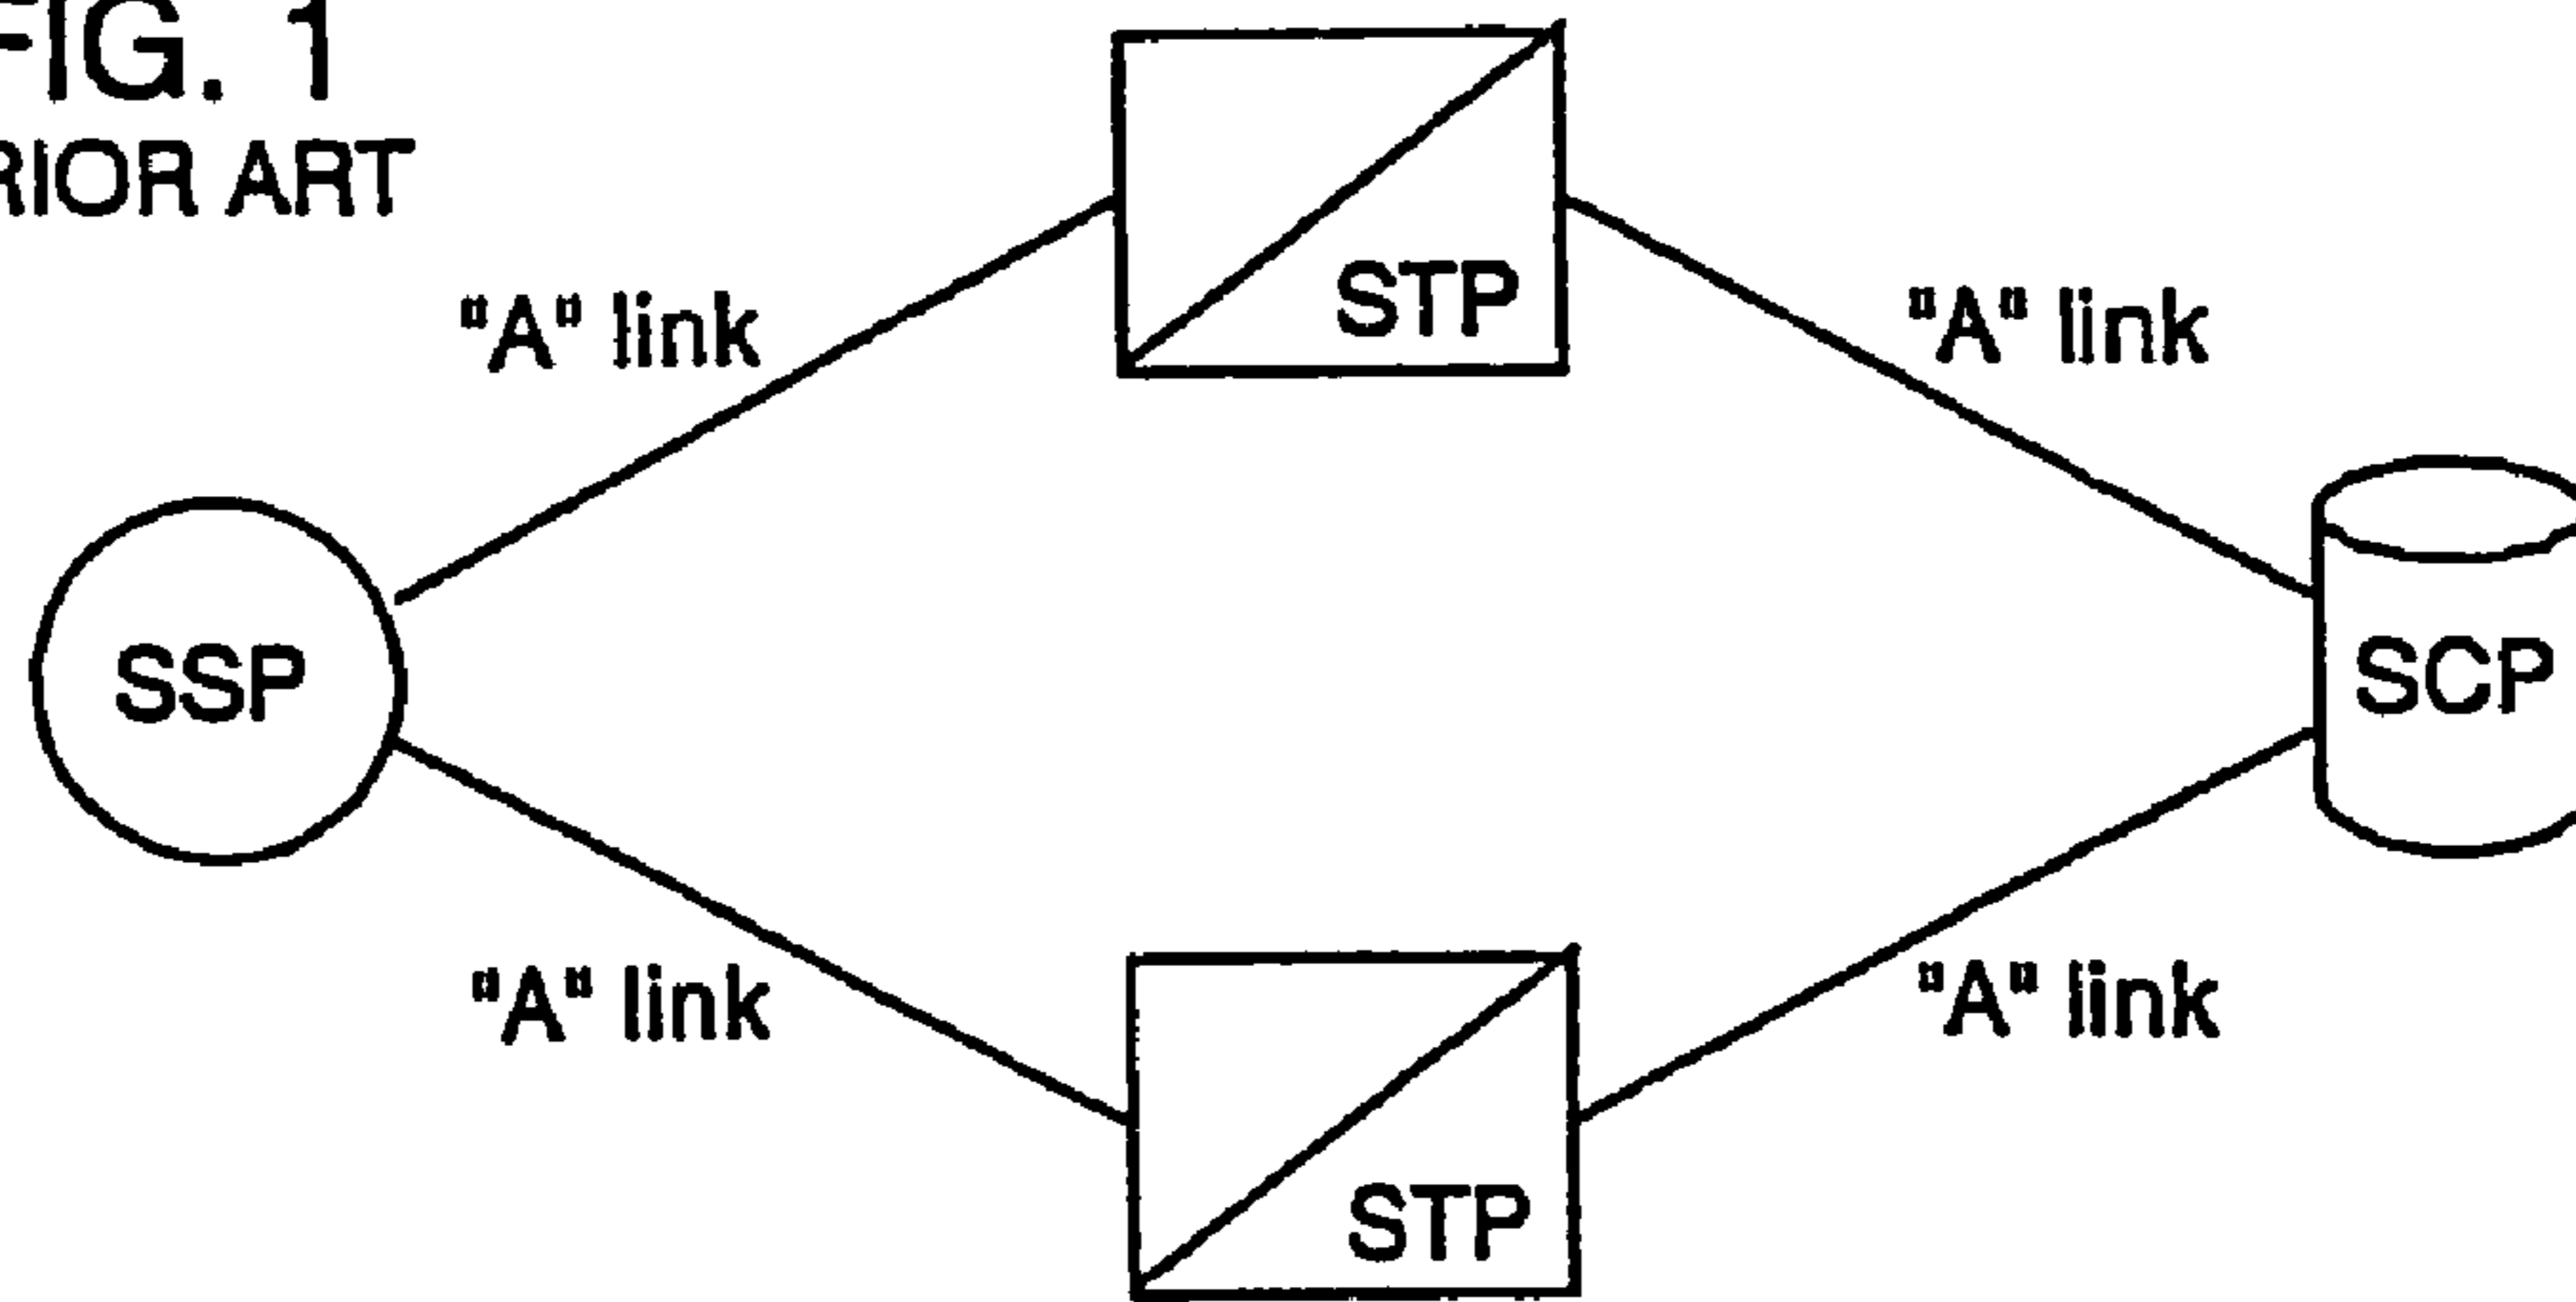 FIG. 1
RIOR ART
"A" link
STP
"A" link
SSP
SCP
"A" link
"A" link
STP